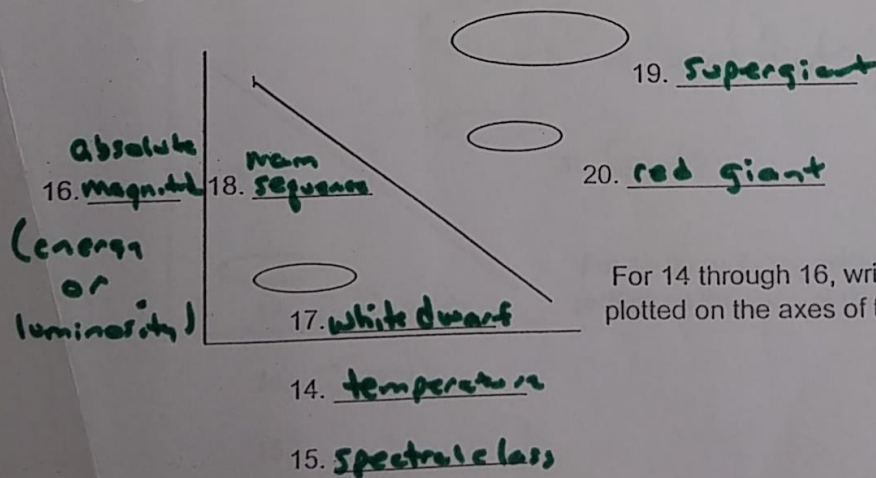 19. supergiant
absolute
16. magnitud
18. main
sequence
20. red giant
(energy
or
luminosity)
For 14 through 16, wri
plotted on the axes of t
17. white dwarf
14. temperature
15. spectral class